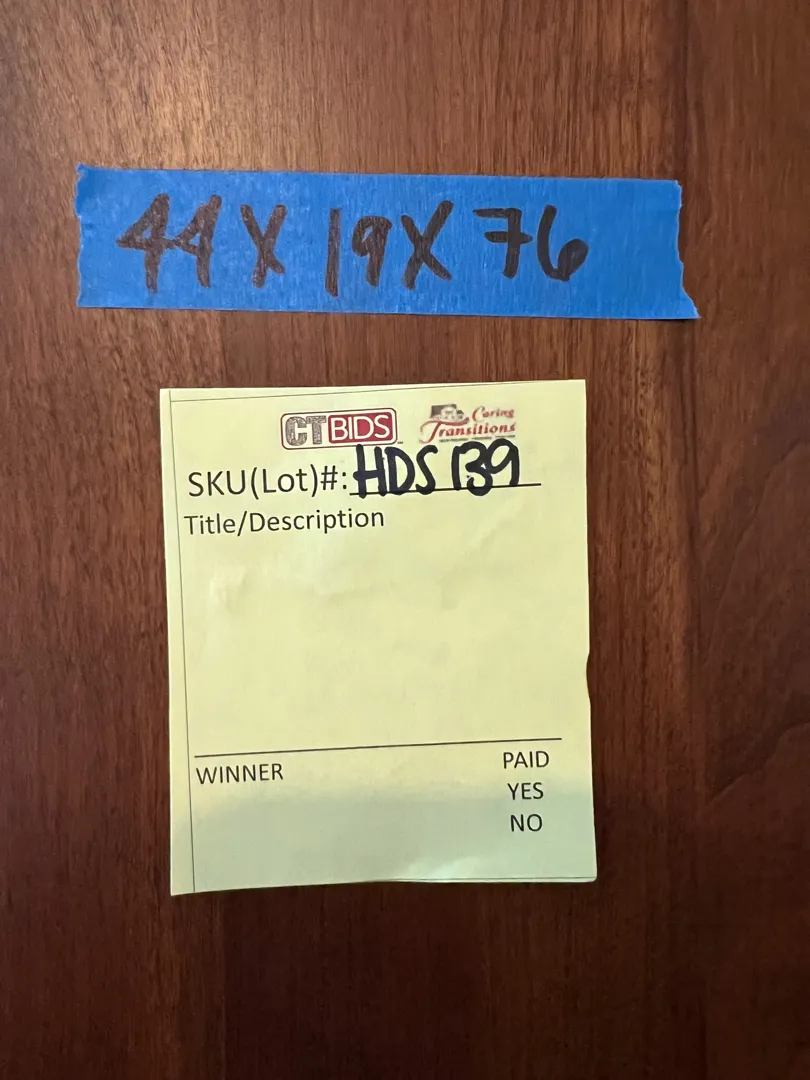 44 X 19 X 76
CTBIDS
Caring
Transitions
SKU(Lot)#: HDS 139
Title/Description
WINNER PAID
YES
NO